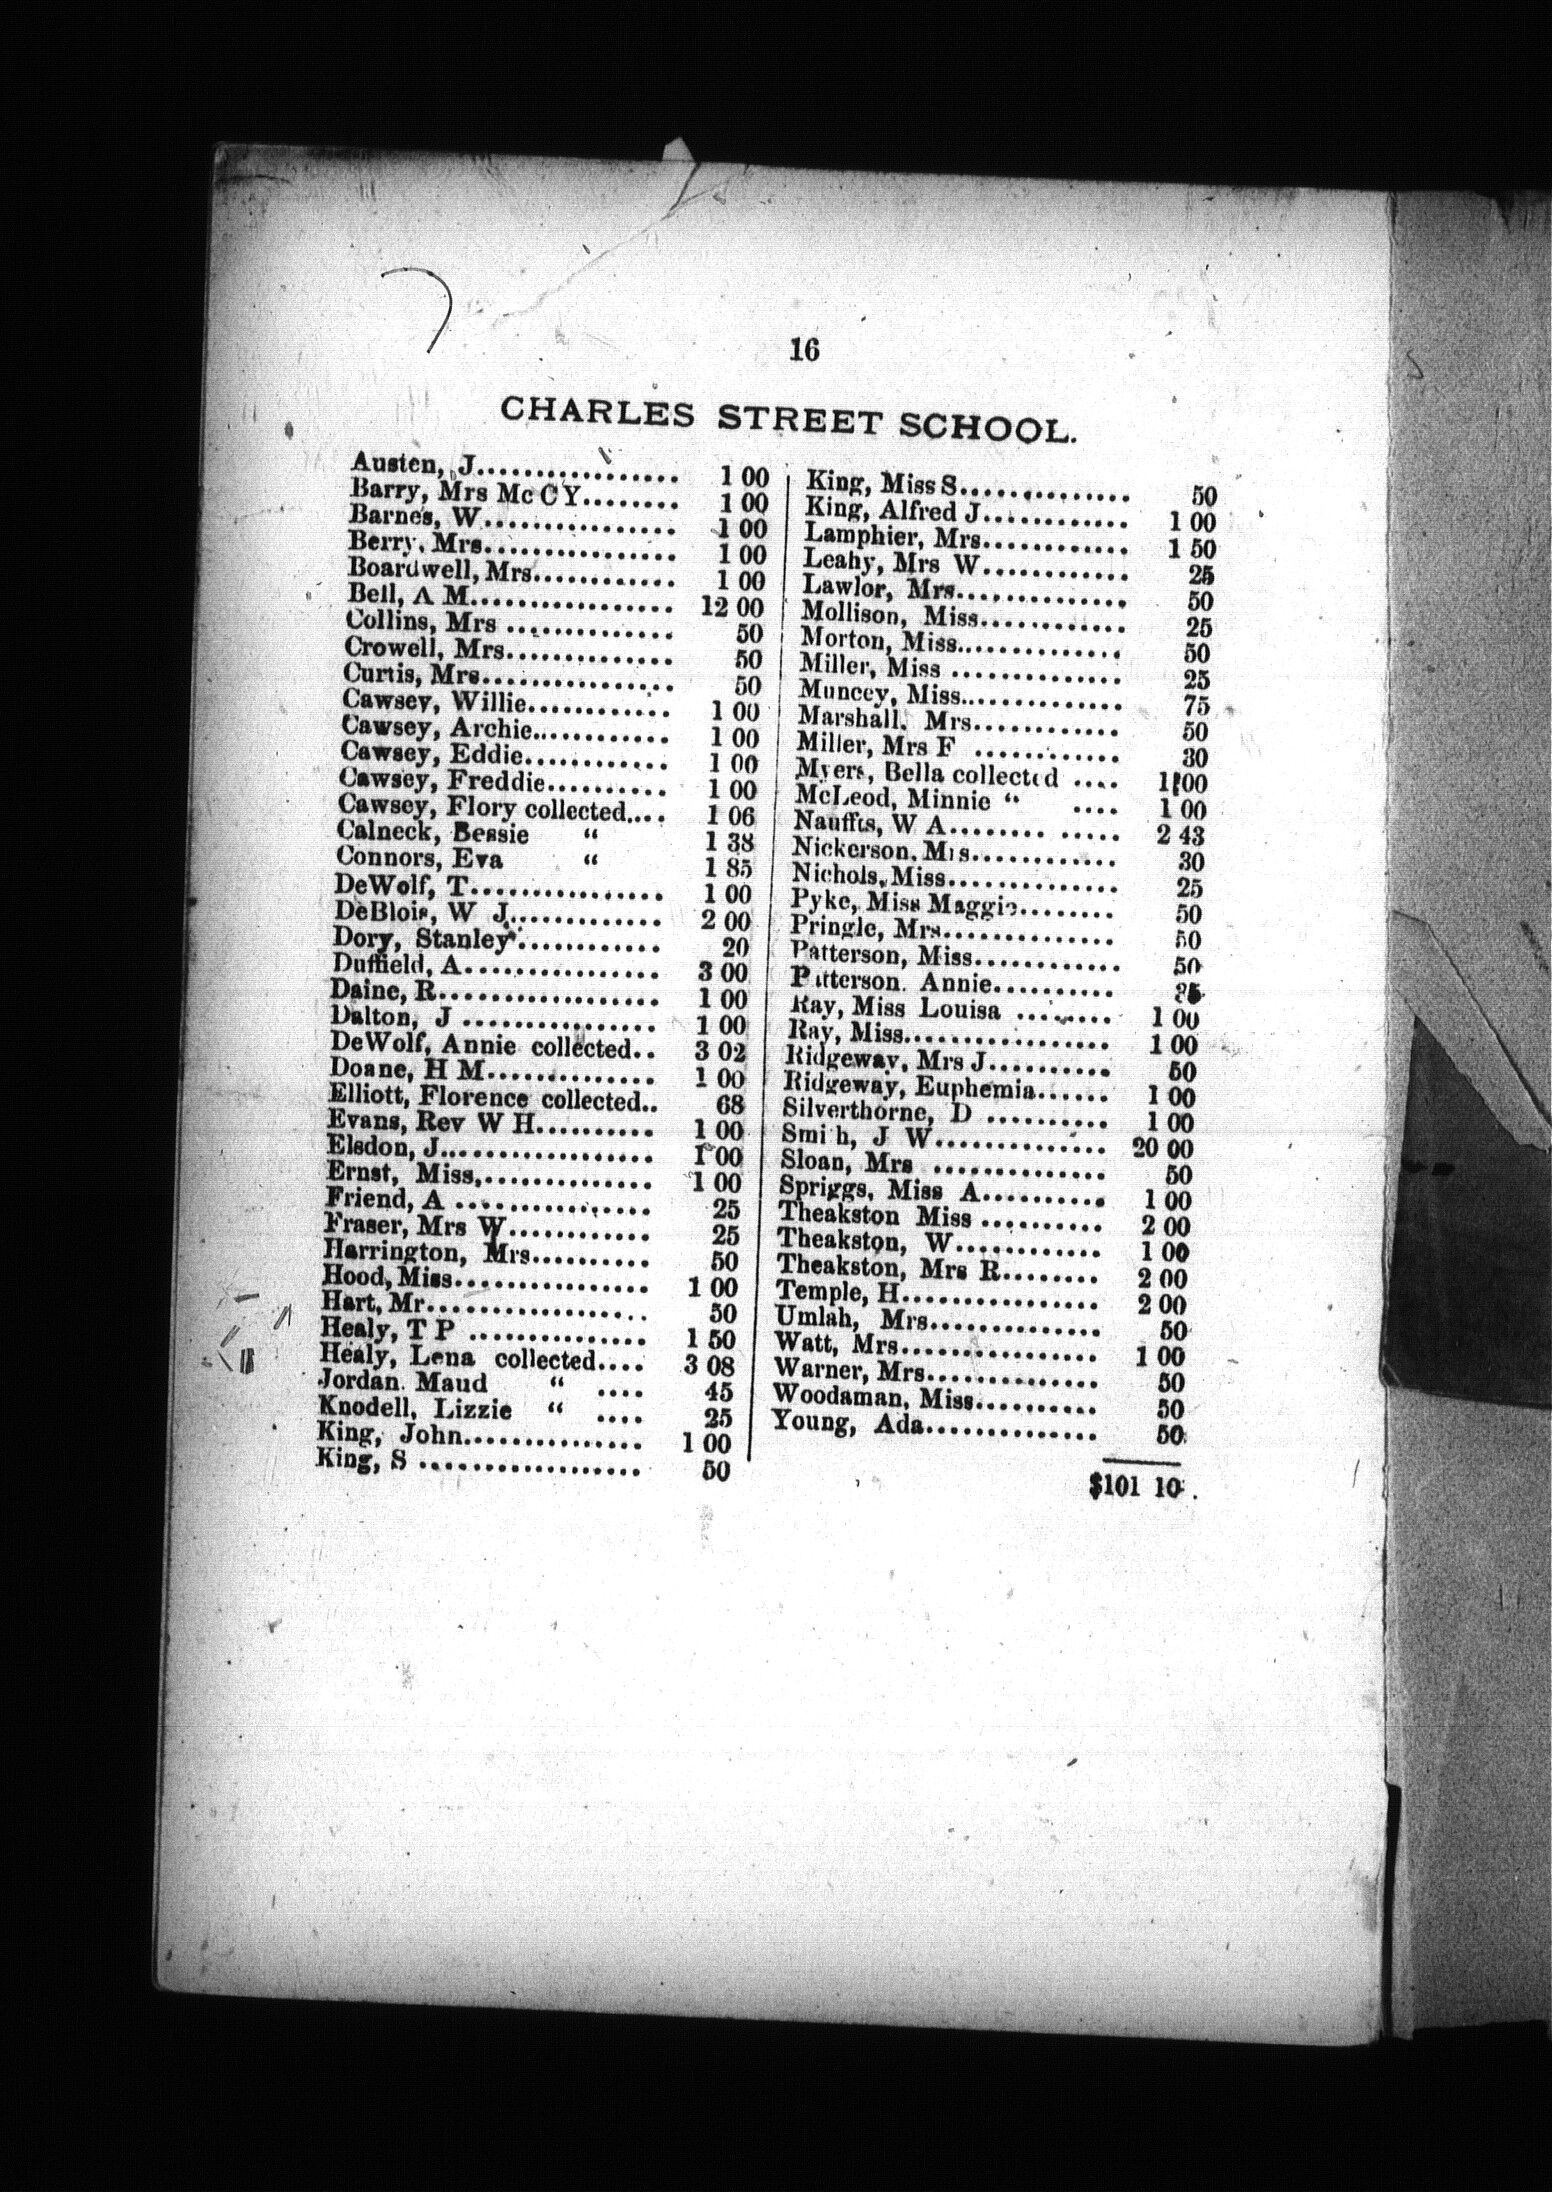 16
CHARLES STREET SCHOOL.
Austen, J.................. 1 00
Barry, Mrs McC Y........ 1 00
Barnes, W................ 1 00
Berry, Mrs................ 1 00
Boardwell, Mrs............ 1 00
Bell, A M................. 12 00
Collins, Mrs .............. 50
Crowell, Mrs.............. 50
Curtis, Mrs................ 50
Cawsey, Willie............ 1 00
Cawsey, Archie............ 1 00
Cawsey, Eddie............ 1 00
Cawsey, Freddie.......... 1 00
Cawsey, Flory collected.... 1 06
Calneck, Bessie “ 1 38
Connors, Eva “ 1 85
DeWolf, T................ 1 00
DeBlois, W J............. 2 00
Dory, Stanley............ 20
Duffield, A................ 3 00
Daine, R.................. 1 00
Dalton, J ................ 1 00
DeWolf, Annie collected.. 3 02
Doane, H M.............. 1 00
Elliott, Florence collected.. 68
Evans, Rev W H.......... 1 00
Elsdon, J.................. 1 00
Ernst, Miss............... 1 00
Friend, A ................ 25
Fraser, Mrs W............ 25
Harrington, Mrs.......... 50
Hood, Miss................ 1 00
Hart, Mr.................. 50
Healy, T P ............... 1 50
Healy, Lena collected.... 3 08
Jordan. Maud “ .... 45
Knodell, Lizzie “ .... 25
King, John............... 1 00
King, S .................. 50
King, Miss S.............. 50
King, Alfred J............ 1 00
Lamphier, Mrs............ 1 50
Leahy, Mrs W............ 25
Lawlor, Mrs.............. 50
Mollison, Miss............ 25
Morton, Miss.............. 50
Miller, Miss .............. 25
Muncey, Miss............. 75
Marshall. Mrs............ 50
Miller, Mrs F ............ 30
Myers, Bella collected .... 1 00
McLeod, Minnie “ .... 1 00
Nauffts, W A........ ..... 2 43
Nickerson. Mrs............ 30
Nichols, Miss.............. 25
Pyke, Miss Maggie........ 50
Pringle, Mrs.............. 50
Patterson, Miss............ 50
Patterson. Annie..........
Ray, Miss Louisa ........ 1 00
Ray, Miss................. 1 00
Ridgeway, Mrs J.......... 50
Ridgeway, Euphemia...... 1 00
Silverthorne, D .......... 1 00
Smith, J W.............. 20 00
Sloan, Mrs .............. 50
Spriggs, Miss A.......... 1 00
Theakston Miss .......... 2 00
Theakston, W............ 1 00
Theakston, Mrs R........ 2 00
Temple, H................ 2 00
Umlah, Mrs.............. 50
Watt, Mrs................ 1 00
Warner, Mrs.............. 50
Woodaman, Miss.......... 50
Young, Ada.............. 50
$101 10